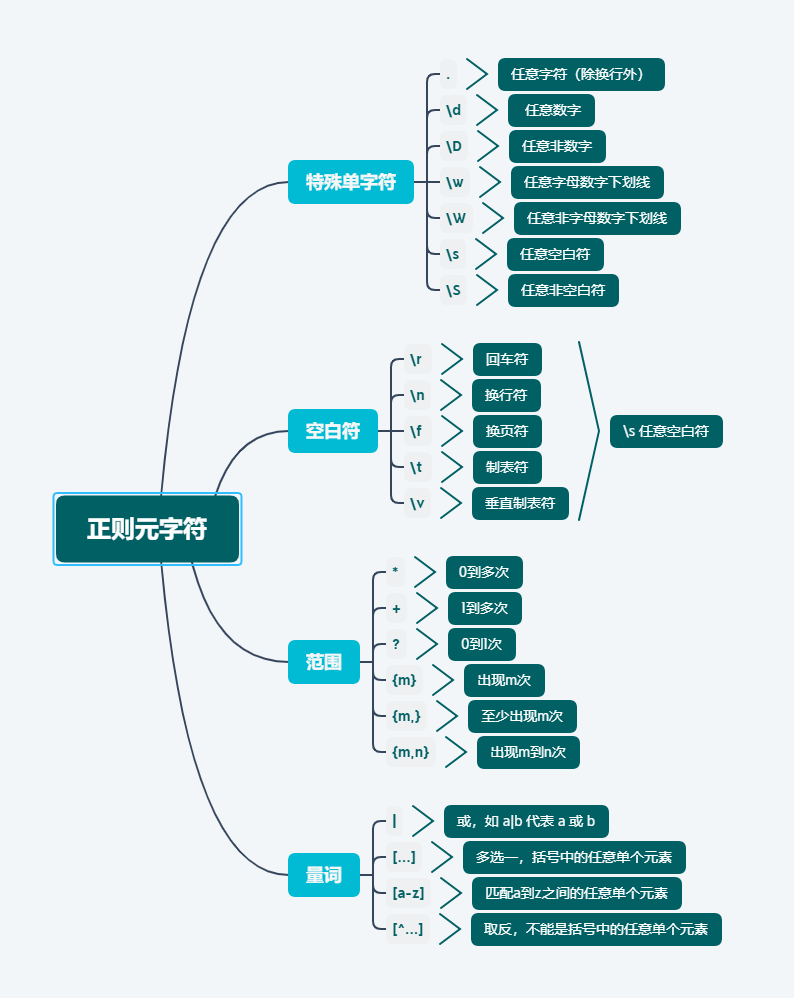 正则元字符
特殊单字符
.
任意字符（除换行外）
\d
任意数字
\D
任意非数字
\w
任意字母数字下划线
\W
任意非字母数字下划线
\s
任意空白符
\S
任意非空白符
空白符
\r
回车符
\n
换行符
\f
换页符
\t
制表符
\v
垂直制表符
\s 任意空白符
范围
*
0到多次
+
1到多次
?
0到1次
{m}
出现m次
{m,}
至少出现m次
{m,n}
出现m到n次
量词
|
或，如 a|b 代表 a 或 b
[...]
多选一，括号中的任意单个元素
[a-z]
匹配a到z之间的任意单个元素
[^...]
取反，不能是括号中的任意单个元素